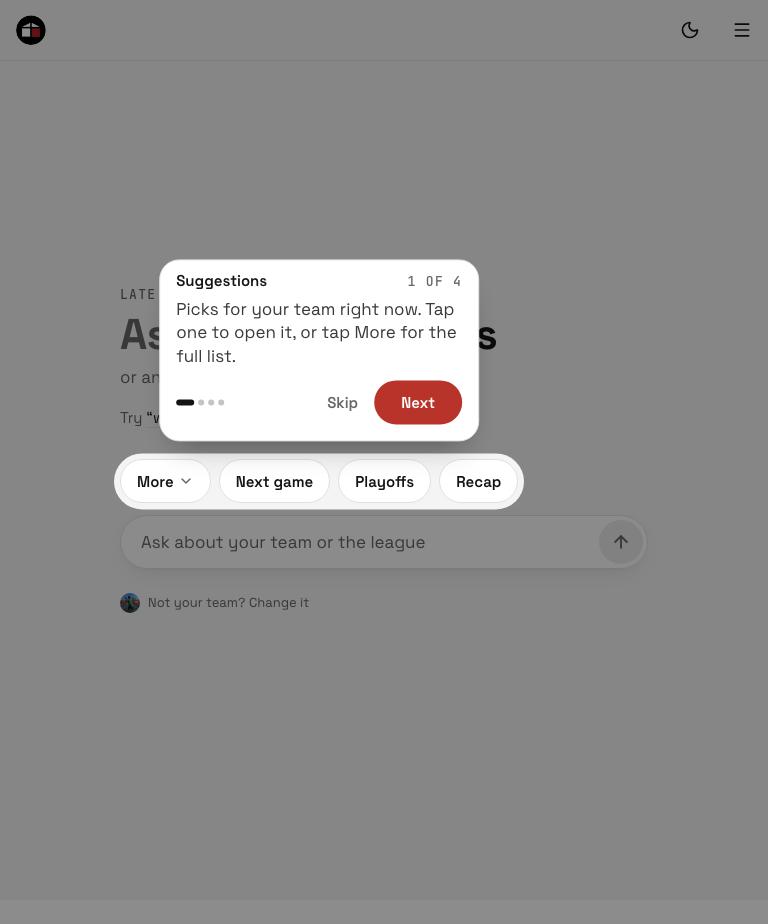 Suggestions 1 OF 4
LATE
Picks for your team right now. Tap
one to open it, or tap More for the
full list.
or
Try
Skip Next
More Next game Playoffs Recap
Ask about your team or the league
Not your team? Change it